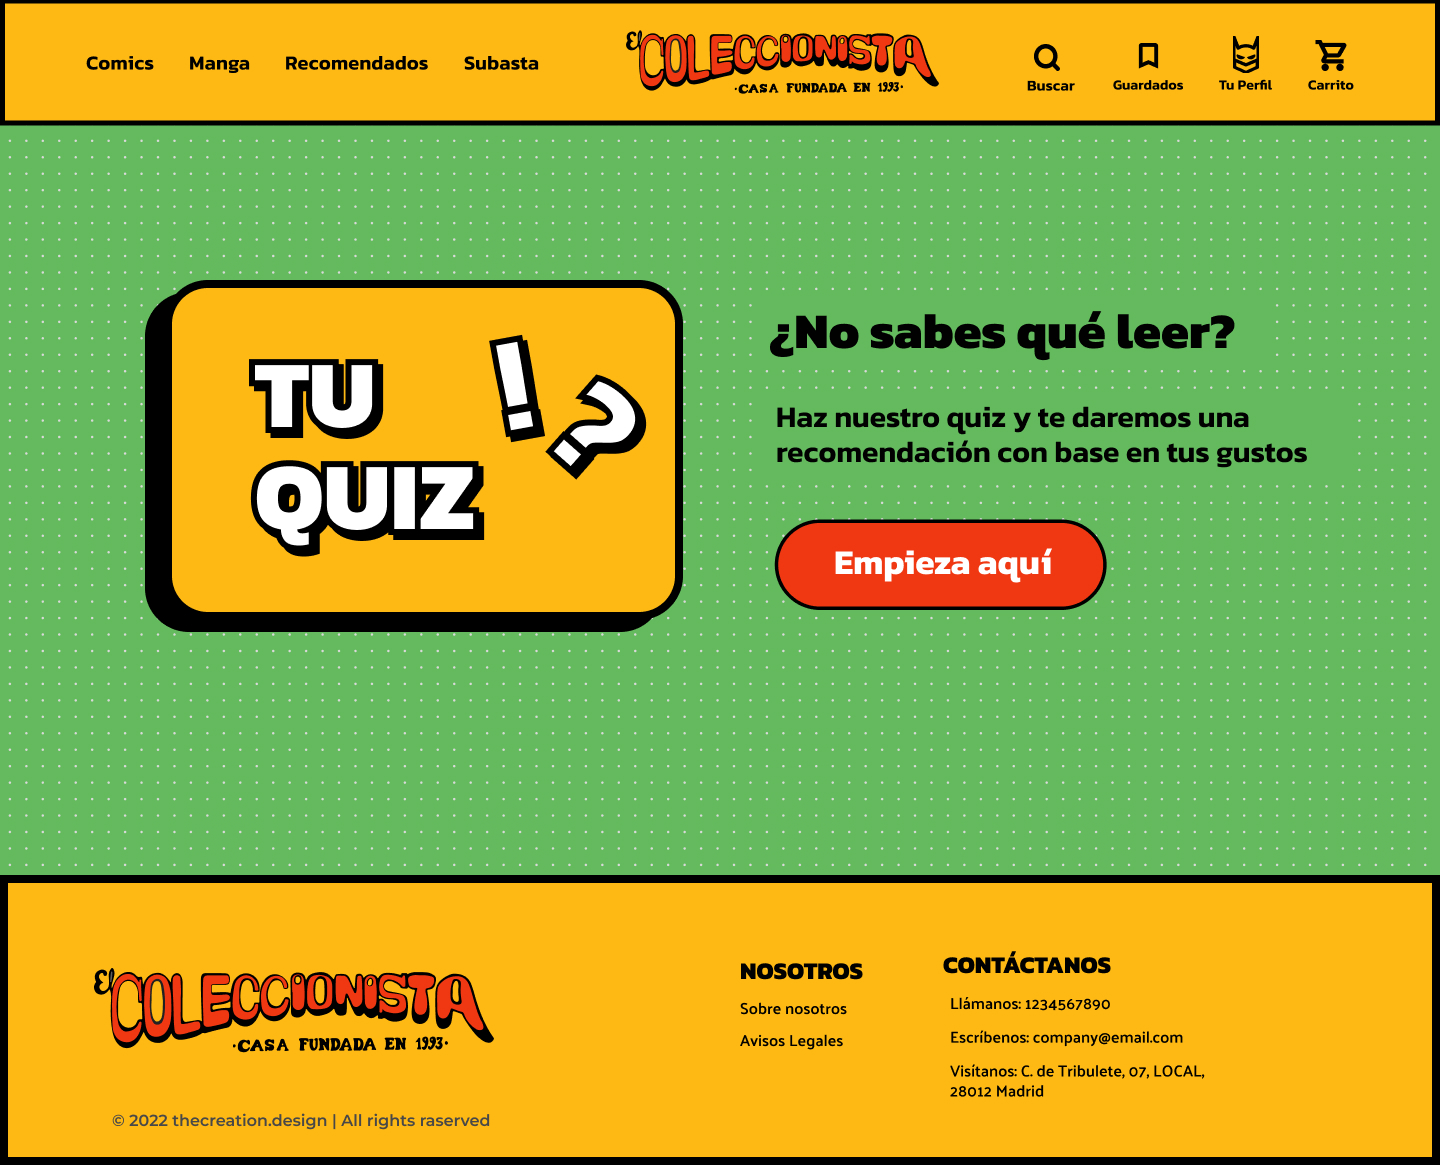 Comics
Manga
Recomendados
Subasta
El COLECCIONISTA
·CASA FUNDADA EN 1993·
Buscar
Guardados
Tu Perfil
Carrito
TU
QUIZ
!?
¿No sabes qué leer?
Haz nuestro quiz y te daremos una
recomendación con base en tus gustos
Empieza aquí
El COLECCIONISTA
·CASA FUNDADA EN 1993·
© 2022 thecreation.design | All rights raserved
NOSOTROS
Sobre nosotros
Avisos Legales
CONTÁCTANOS
Llámanos: 1234567890
Escríbenos: company@email.com
Visítanos: C. de Tribulete, 07, LOCAL,
28012 Madrid